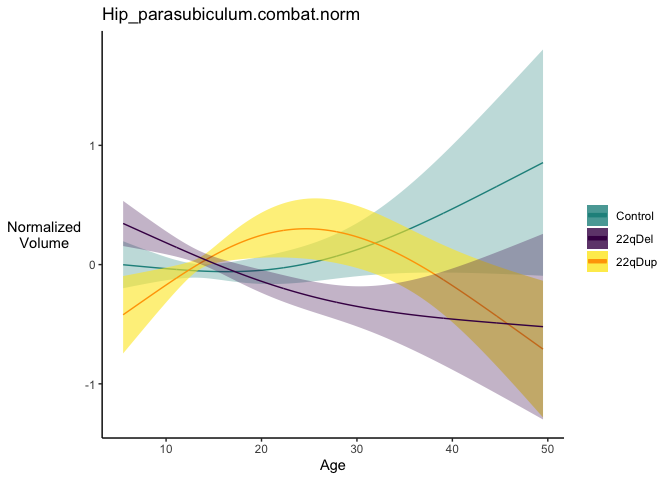 Hip_parasubiculum.combat.norm
Normalized
Volume
1
0
-1
10 20 30 40 50
Age
Control
22qDel
22qDup